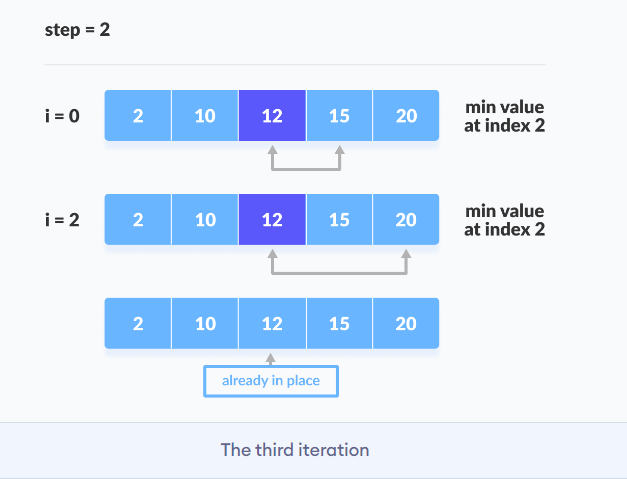 step = 2
i = 0
2 10 12 15 20
min value
at index 2
i = 2
2 10 12 15 20
min value
at index 2
2 10 12 15 20
already in place
The third iteration